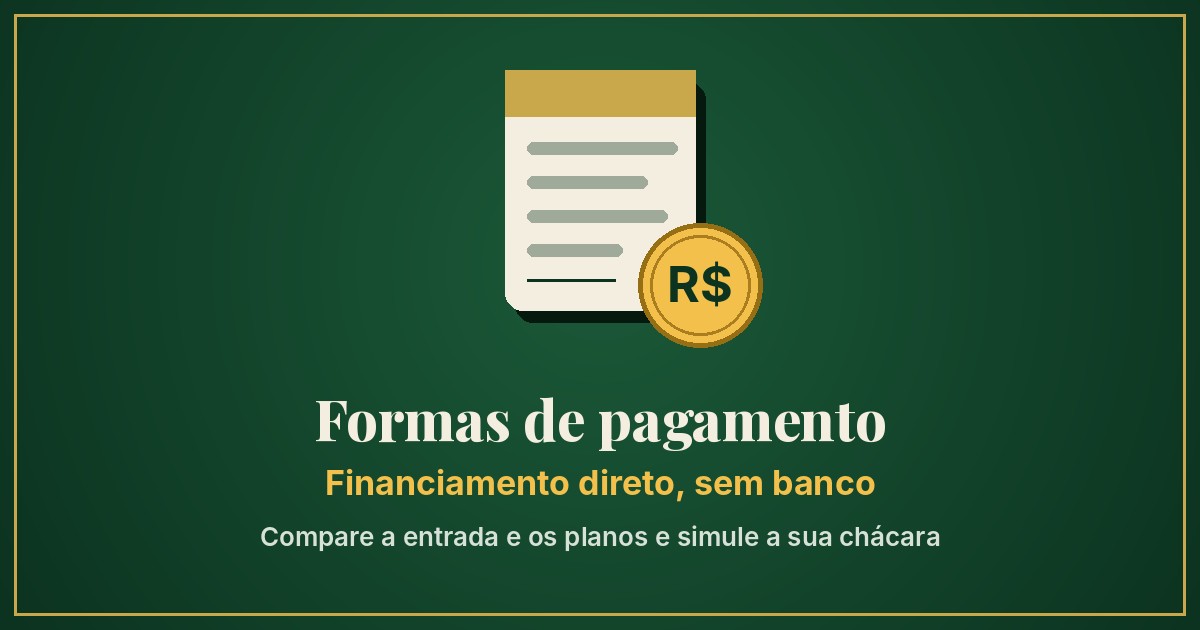 R$
Formas de pagamento
Financiamento direto, sem banco
Compare a entrada e os planos e simule a sua chácara